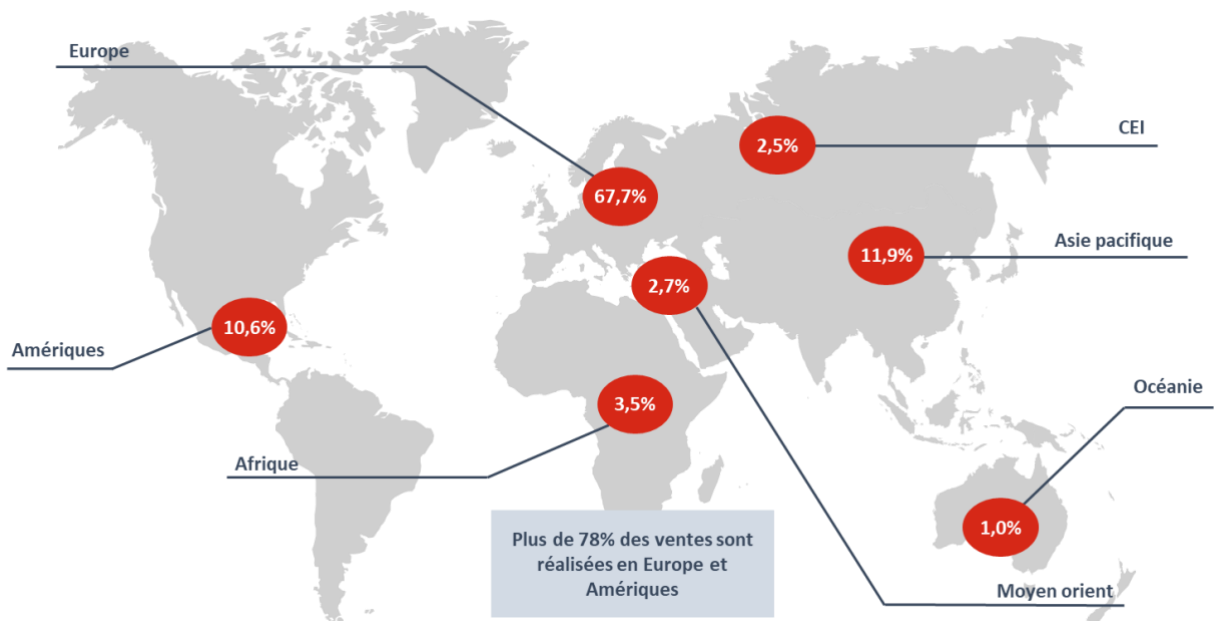 Europe
CEI
2,5%
67,7%
Asie pacifique
11,9%
2,7%
10,6%
Amériques
Océanie
3,5%
Afrique
1,0%
Plus de 78% des ventes sont
réalisées en Europe et
Amériques
Moyen orient